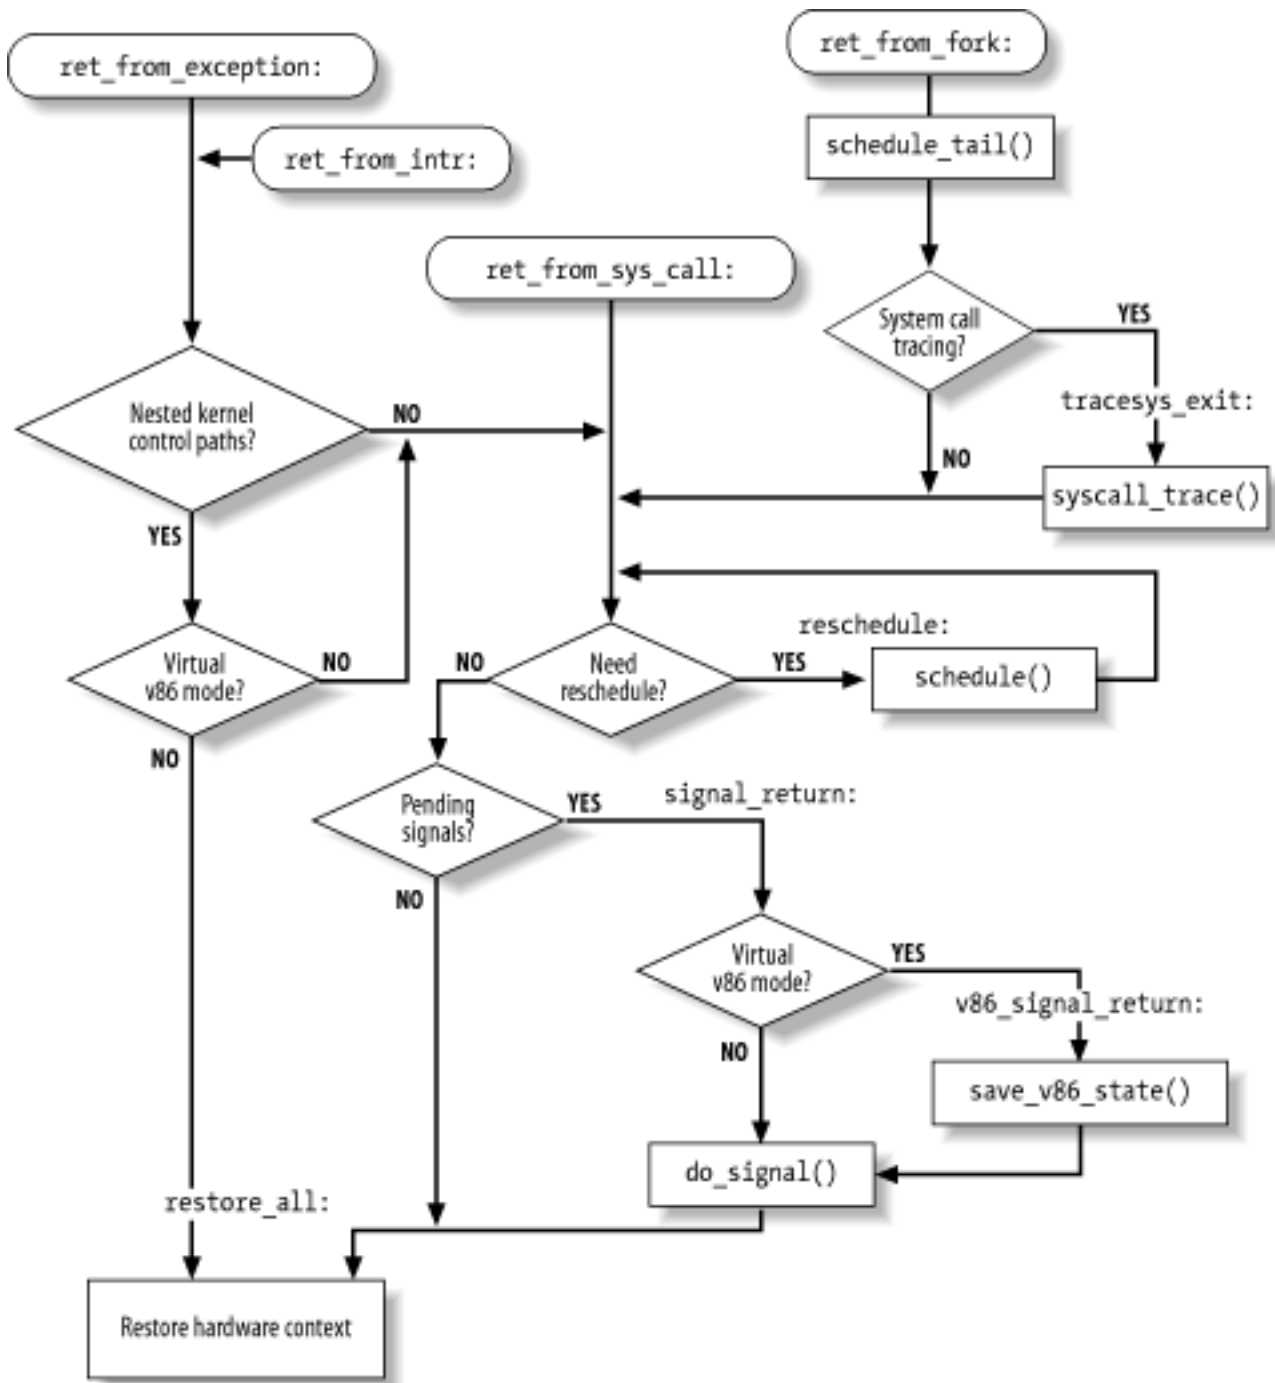 ret_from_exception:
ret_from_fork:
schedule_tail()
ret_from_intr:
ret_from_sys_call:
System call
tracing?
YES
tracesys_exit:
NO
syscall_trace()
Nested kernel
control paths?
NO
YES
Virtual
v86 mode?
NO
NO
Need
reschedule?
NO
YES
reschedule:
schedule()
Pending
signals?
YES
signal_return:
NO
Virtual
v86 mode?
YES
v86_signal_return:
NO
save_v86_state()
do_signal()
restore_all:
Restore hardware context